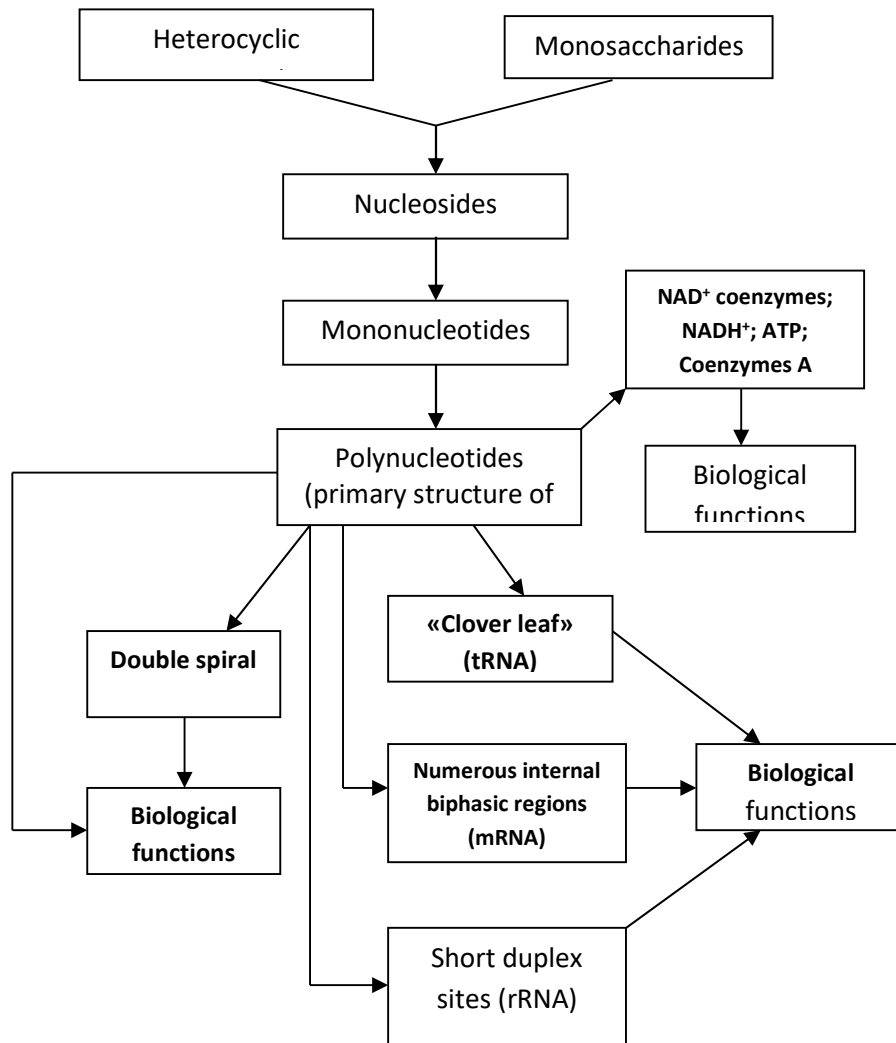 Heterocyclic
Monosaccharides
Nucleosides
Mononucleotides
NAD⁺ coenzymes;
NADH⁺; ATP;
Coenzymes A
Polynucleotides
(primary structure of
Biological
functions
«Clover leaf»
(tRNA)
Double spiral
Numerous internal
biphasic regions
(mRNA)
Biological
functions
Biological
functions
Short duplex
sites (rRNA)